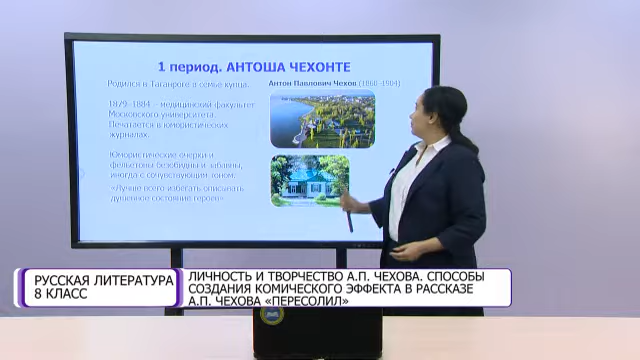 1 период. АНТОША ЧЕХОНТЕ
Родился в Таганроге в семье купца.
Антон Павлович Чехов (1860 -1904)
1879–1884 – медицинский факультет
Московского университета.
Печатается в юмористических
журналах.
Юмористические очерки и
фельетоны безобидны и забавны,
иногда с сочувствующим тоном.
«Лучше всего избегать описывать
душевное состояние героев»
РУССКАЯ ЛИТЕРАТУРА
8 КЛАСС
ЛИЧНОСТЬ И ТВОРЧЕСТВО А.П. ЧЕХОВА. СПОСОБЫ
СОЗДАНИЯ КОМИЧЕСКОГО ЭФФЕКТА В РАССКАЗЕ
А.П. ЧЕХОВА «ПЕРЕСОЛИЛ»